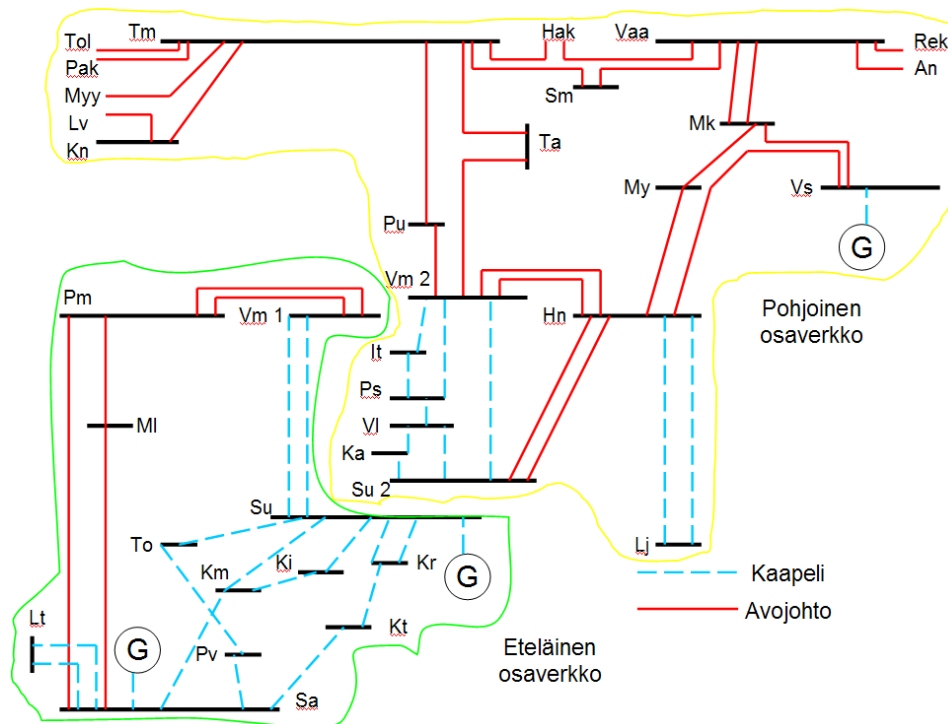 Tm
Hak
Vaa
Tol
Rek
Pak
An
Myy
Sm
Lv
Mk
Kn
Ta
My
Vs
Pu
G
Vm 2
Pm
Vm 1
Hn
Pohjoinen
osaverkko
It
Ps
Ml
Vl
Ka
Su 2
Su
To
Lj
Km
Ki
Kr
G
Kaapeli
Lt
Avojohto
Kt
G
Pv
Eteläinen
osaverkko
Sa